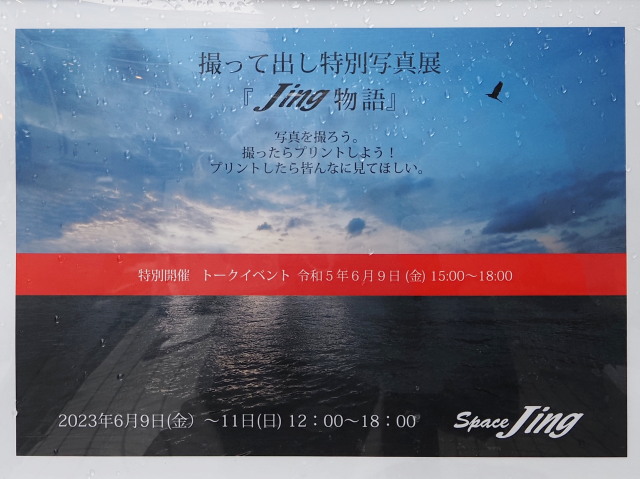 撮って出し特別写真展
『Jing 物語』
写真を撮ろう。
撮ったらプリントしよう！
プリントしたら皆んなに見てほしい。
特別開催 トークイベント 令和5年6月9日 (金) 15:00～18:00
2023年6月9日(金）～11日(日) 12：00～18：00
Space Jing